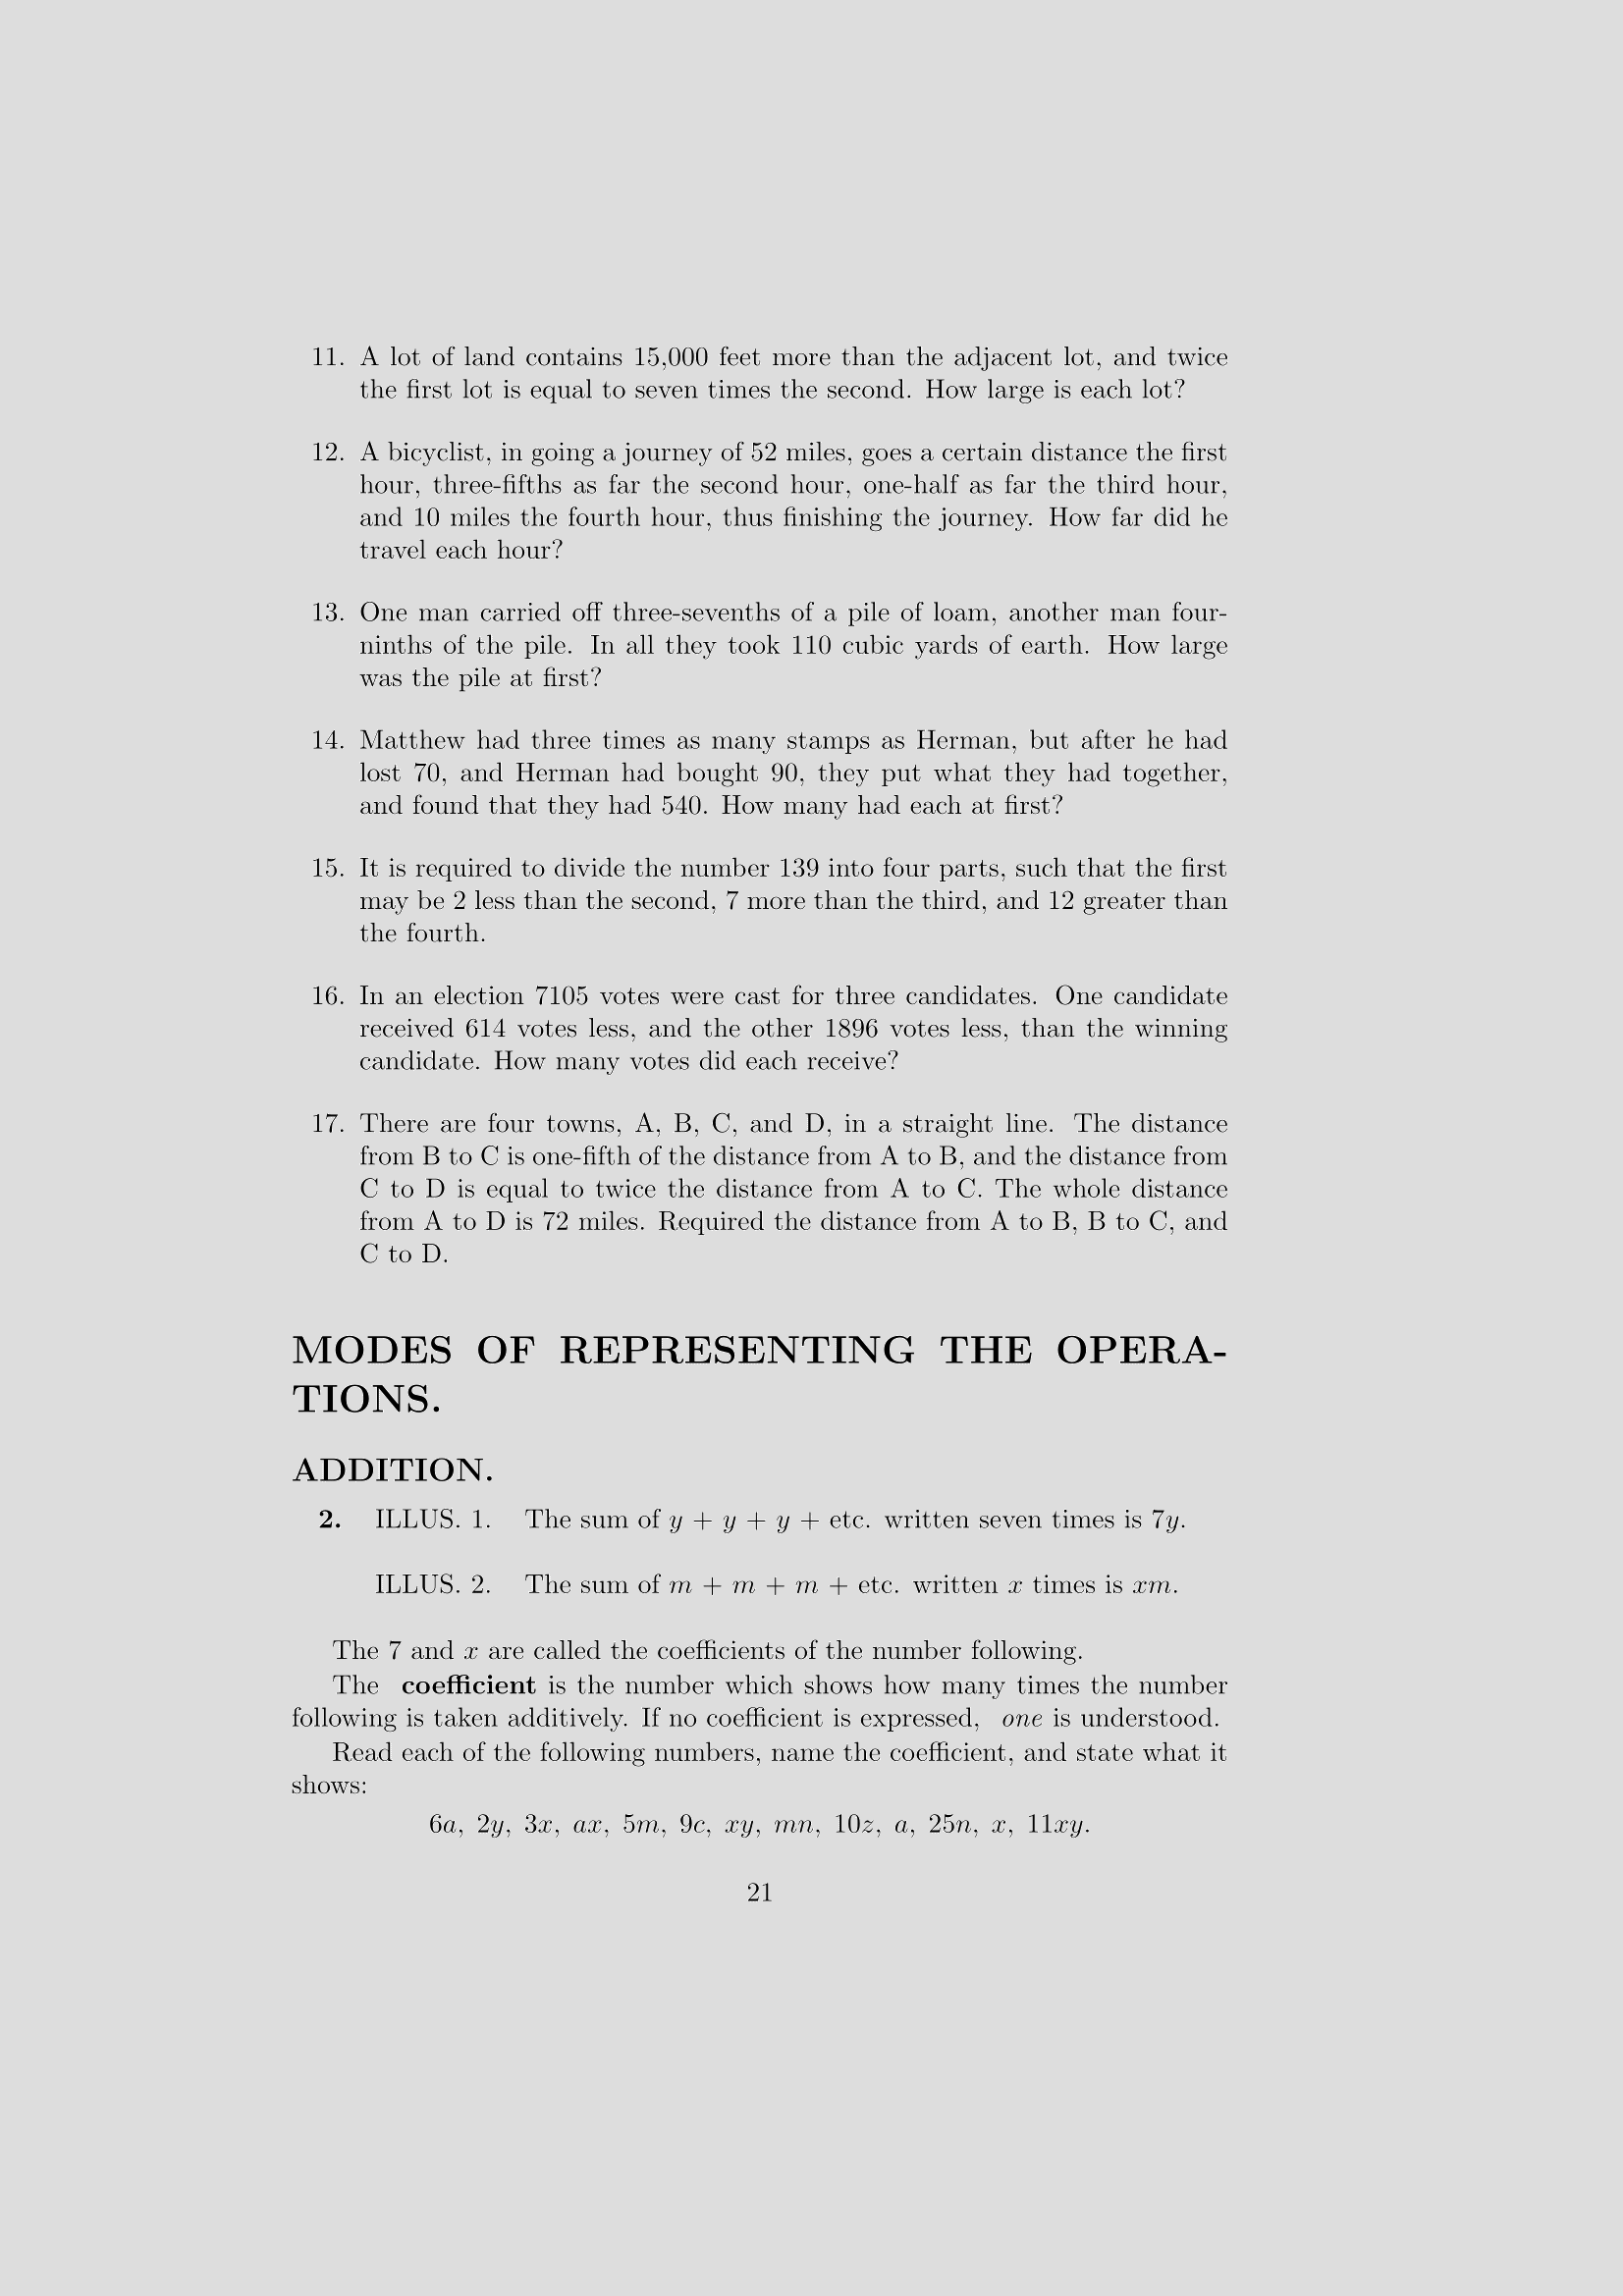 11. A lot of land contains 15,000 feet more than the adjacent lot, and twice
the first lot is equal to seven times the second. How large is each lot?
12. A bicyclist, in going a journey of 52 miles, goes a certain distance the first
hour, three-fifths as far the second hour, one-half as far the third hour,
and 10 miles the fourth hour, thus finishing the journey. How far did he
travel each hour?
13. One man carried off three-sevenths of a pile of loam, another man four-
ninths of the pile. In all they took 110 cubic yards of earth. How large
was the pile at first?
14. Matthew had three times as many stamps as Herman, but after he had
lost 70, and Herman had bought 90, they put what they had together,
and found that they had 540. How many had each at first?
15. It is required to divide the number 139 into four parts, such that the first
may be 2 less than the second, 7 more than the third, and 12 greater than
the fourth.
16. In an election 7105 votes were cast for three candidates. One candidate
received 614 votes less, and the other 1896 votes less, than the winning
candidate. How many votes did each receive?
17. There are four towns, A, B, C, and D, in a straight line. The distance
from B to C is one-fifth of the distance from A to B, and the distance from
C to D is equal to twice the distance from A to C. The whole distance
from A to D is 72 miles. Required the distance from A to B, B to C, and
C to D.
MODES OF REPRESENTING THE OPERA-
TIONS.
ADDITION.
2. ILLUS. 1. The sum of y + y + y + etc. written seven times is 7y.
ILLUS. 2. The sum of m + m + m + etc. written x times is xm.
The 7 and x are called the coefficients of the number following.
The coefficient is the number which shows how many times the number
following is taken additively. If no coefficient is expressed, one is understood.
Read each of the following numbers, name the coefficient, and state what it
shows:
6a, 2y, 3x, ax, 5m, 9c, xy, mn, 10z, a, 25n, x, 11xy.
21